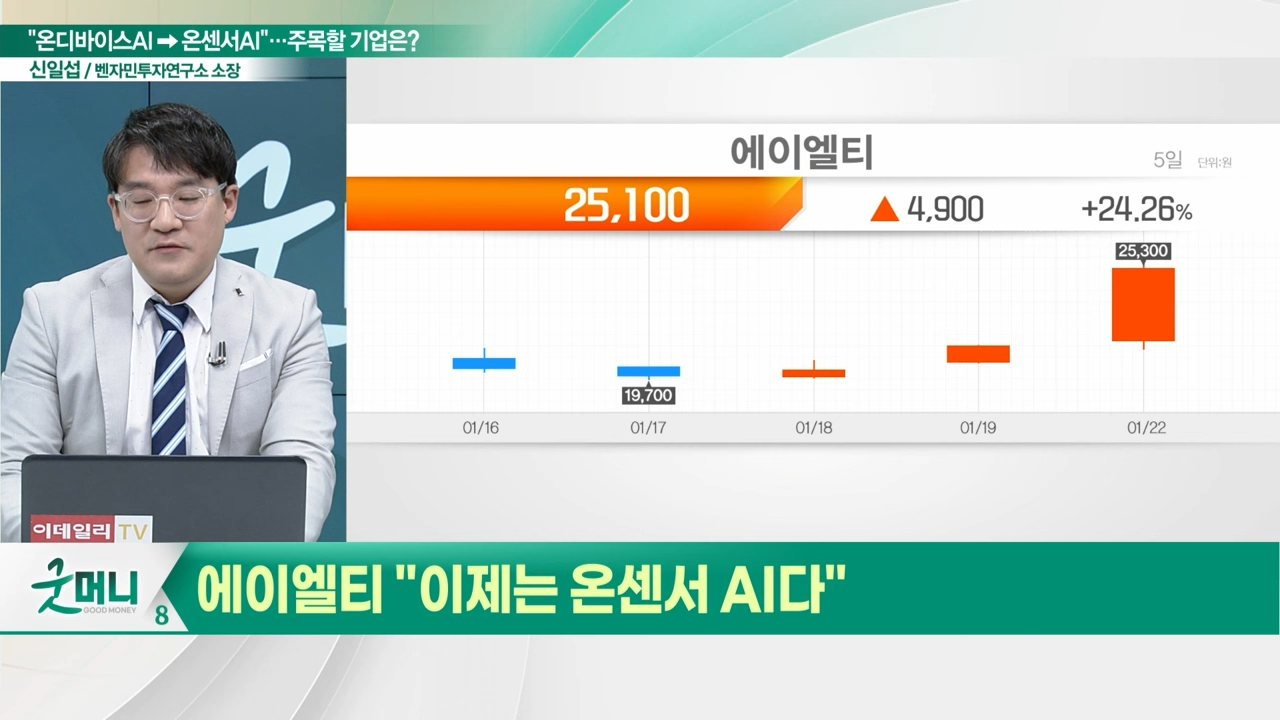 "온디바이스AI ➡ 온센서AI"…주목할 기업은?
신일섭 / 벤자민투자연구소 소장
에이엘티
5일 단위:원
25,100 ▲ 4,900 +24.26%
25,300
19,700
01/16 01/17 01/18 01/19 01/22
이데일리 TV
굿머니
GOOD MONEY
8
에이엘티 "이제는 온센서 AI다"